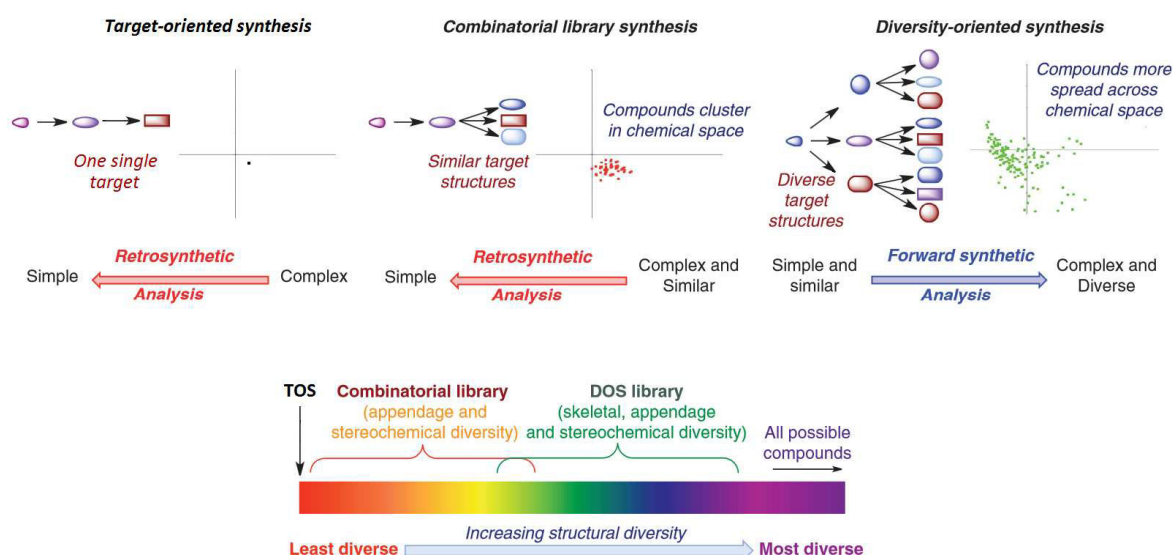 Target-oriented synthesis
One single
target
Retrosynthetic
Simple
Complex
Analysis
Combinatorial library synthesis
Compounds cluster
in chemical space
Similar target
structures
Retrosynthetic
Simple
Complex and
Similar
Analysis
Diversity-oriented synthesis
Compounds more
spread across
chemical space
Diverse
target
structures
Simple and
similar
Forward synthetic
Analysis
Complex and
Diverse
TOS
Combinatorial library
(appendage and
stereochemical diversity)
DOS library
(skeletal, appendage
and stereochemical diversity)
All possible
compounds
Increasing structural diversity
Least diverse
Most diverse